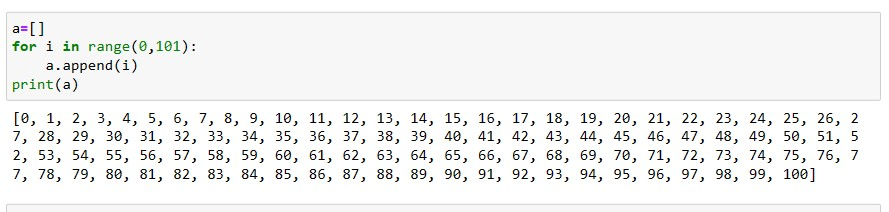 a=[]
for i in range(0,101):
    a.append(i)
print(a)
[0, 1, 2, 3, 4, 5, 6, 7, 8, 9, 10, 11, 12, 13, 14, 15, 16, 17, 18, 19, 20, 21, 22, 23, 24, 25, 26, 2
7, 28, 29, 30, 31, 32, 33, 34, 35, 36, 37, 38, 39, 40, 41, 42, 43, 44, 45, 46, 47, 48, 49, 50, 51, 5
2, 53, 54, 55, 56, 57, 58, 59, 60, 61, 62, 63, 64, 65, 66, 67, 68, 69, 70, 71, 72, 73, 74, 75, 76, 7
7, 78, 79, 80, 81, 82, 83, 84, 85, 86, 87, 88, 89, 90, 91, 92, 93, 94, 95, 96, 97, 98, 99, 100]